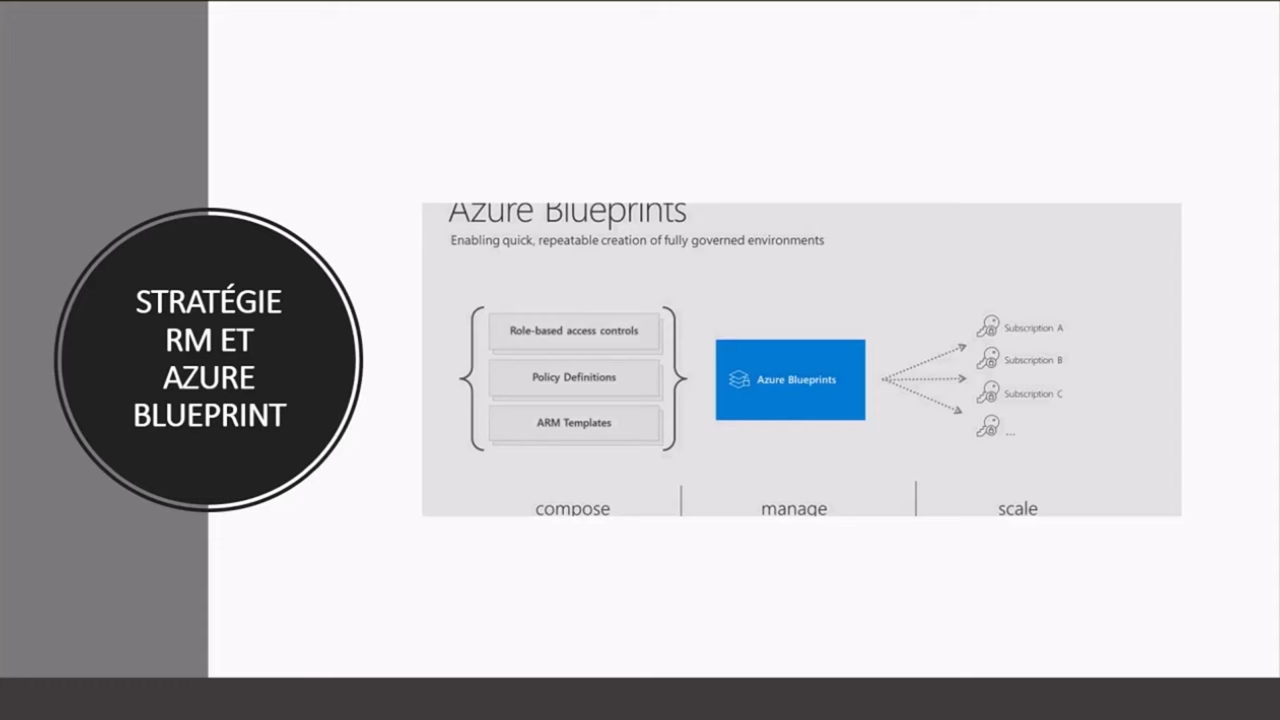 STRATÉGIE
RM ET
AZURE
BLUEPRINT
Azure Blueprints
Enabling quick, repeatable creation of fully governed environments
Role-based access controls
Policy Definitions
ARM Templates
Azure Blueprints
Subscription A
Subscription B
Subscription C
...
compose
manage
scale